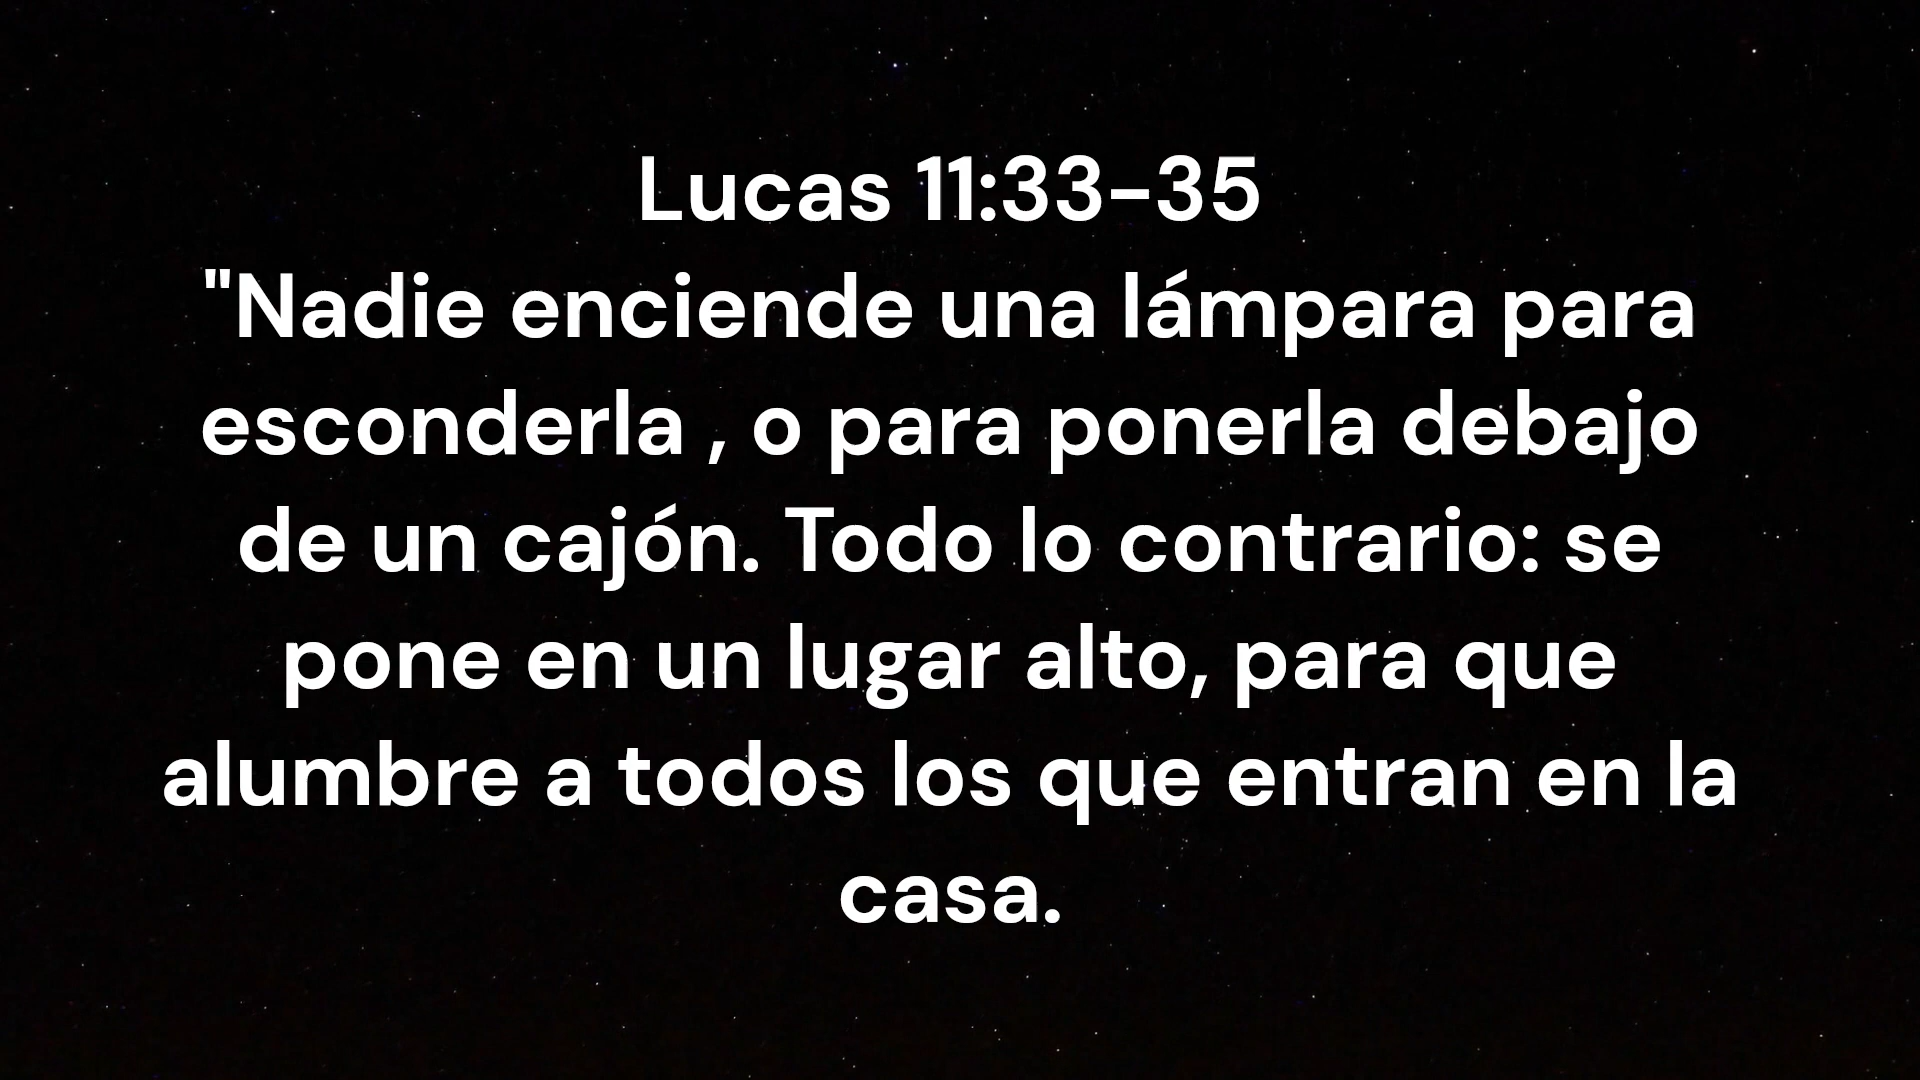 Lucas 11:33-35
"Nadie enciende una lámpara para
esconderla , o para ponerla debajo
de un cajón. Todo lo contrario: se
pone en un lugar alto, para que
alumbre a todos los que entran en la
casa.